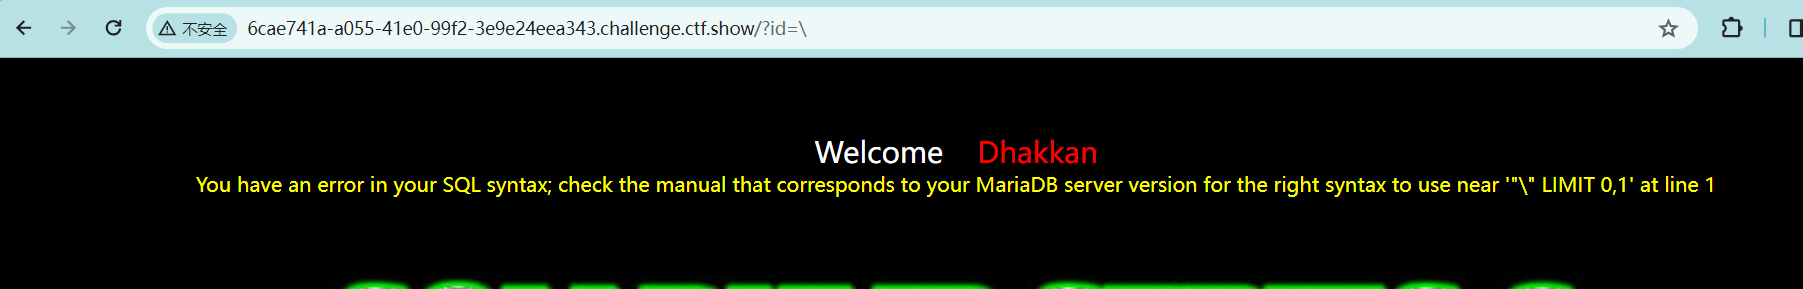 不安全 6cae741a-a055-41e0-99f2-3e9e24eea343.challenge.ctf.show/?id=\
Welcome Dhakkan
You have an error in your SQL syntax; check the manual that corresponds to your MariaDB server version for the right syntax to use near '"\" LIMIT 0,1' at line 1